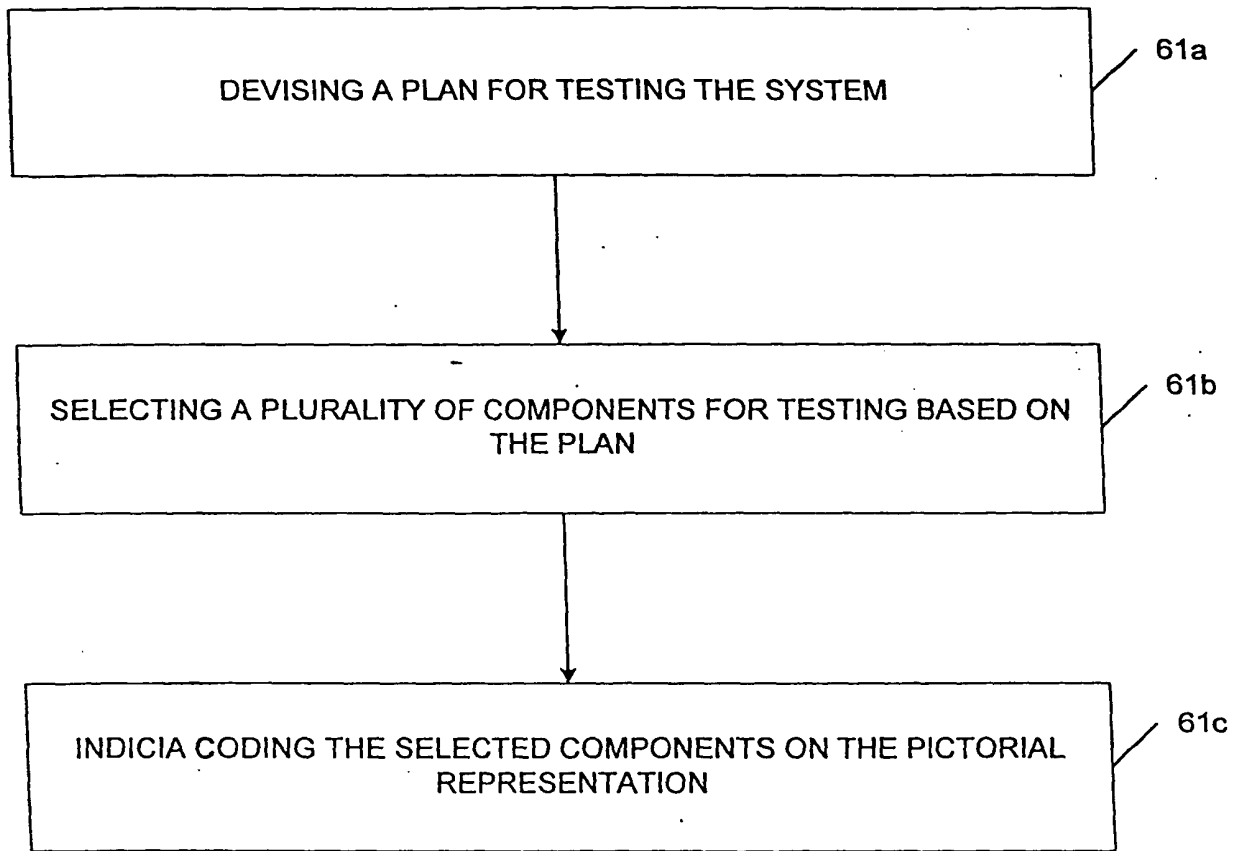 61a
DEVISING A PLAN FOR TESTING THE SYSTEM
61b
SELECTING A PLURALITY OF COMPONENTS FOR TESTING BASED ON
THE PLAN
61c
INDICIA CODING THE SELECTED COMPONENTS ON THE PICTORIAL
REPRESENTATION